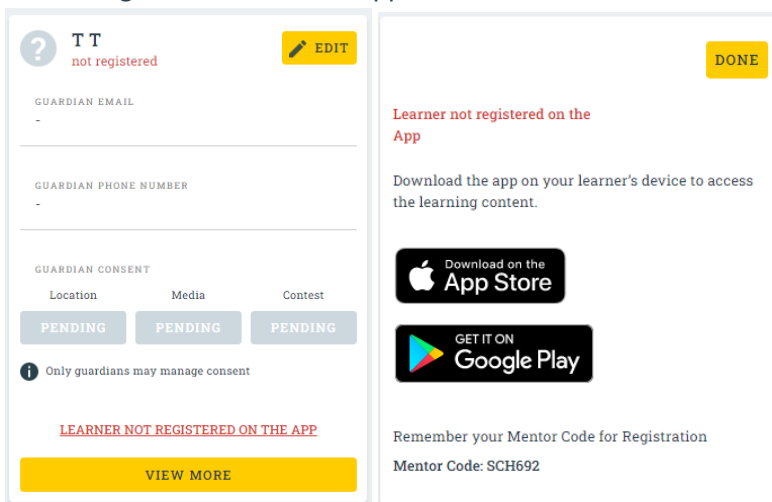 T T
not registered
EDIT
GUARDIAN EMAIL
-
GUARDIAN PHONE NUMBER
-
GUARDIAN CONSENT
Location Media Contest
PENDING PENDING PENDING
i Only guardians may manage consent
LEARNER NOT REGISTERED ON THE APP
VIEW MORE
DONE
Learner not registered on the
App
Download the app on your learner's device to access
the learning content.
Download on the
App Store
GET IT ON
Google Play
Remember your Mentor Code for Registration
Mentor Code: SCH692